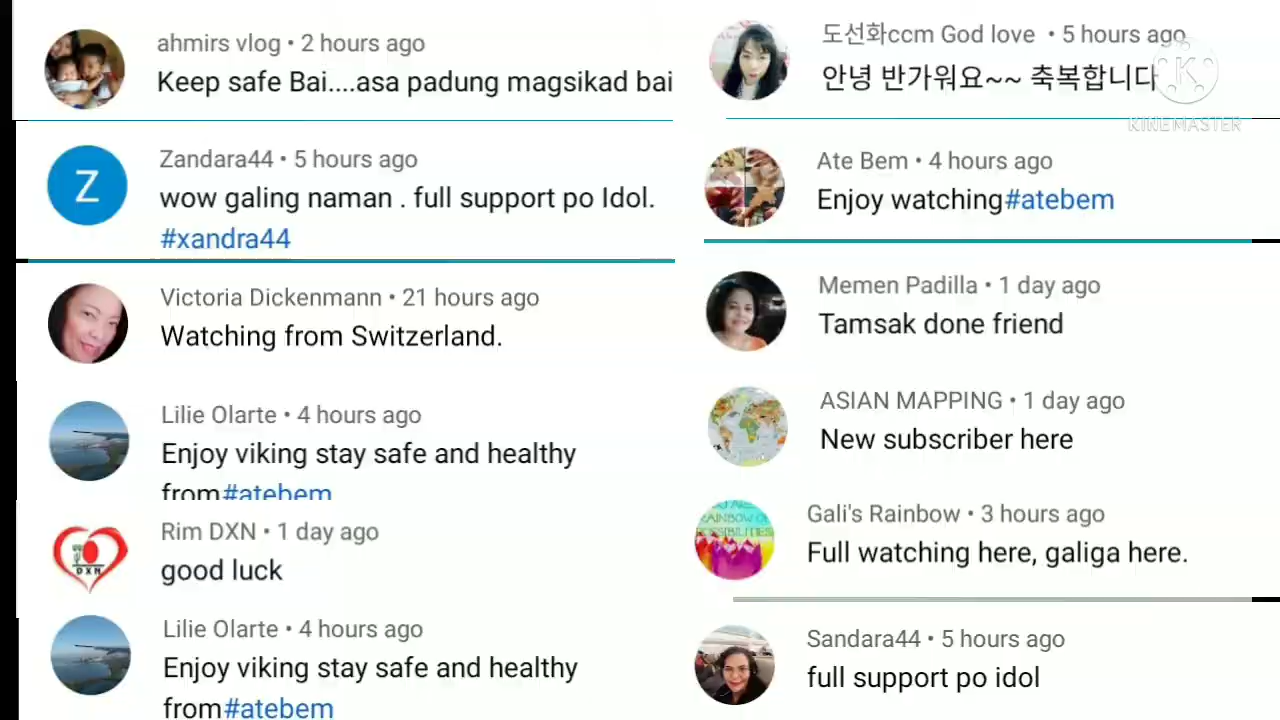 ahmirs vlog • 2 hours ago
Keep safe Bai....asa padung magsikad bai
Z
Zandara44 • 5 hours ago
wow galing naman . full support po Idol.
#xandra44
Victoria Dickenmann • 21 hours ago
Watching from Switzerland.
Lilie Olarte • 4 hours ago
Enjoy viking stay safe and healthy
from#atebem
DXN
Rim DXN • 1 day ago
good luck
Lilie Olarte • 4 hours ago
Enjoy viking stay safe and healthy
from#atebem
도선화ccm God love • 5 hours ago
안녕 반가워요~~ 축복합니다
K
KINEMASTER
Ate Bem • 4 hours ago
Enjoy watching#atebem
Memen Padilla • 1 day ago
Tamsak done friend
ASIAN MAPPING • 1 day ago
New subscriber here
RAINBOW OF
POSSIBILITIES
Gali's Rainbow • 3 hours ago
Full watching here, galiga here.
Sandara44 • 5 hours ago
full support po idol